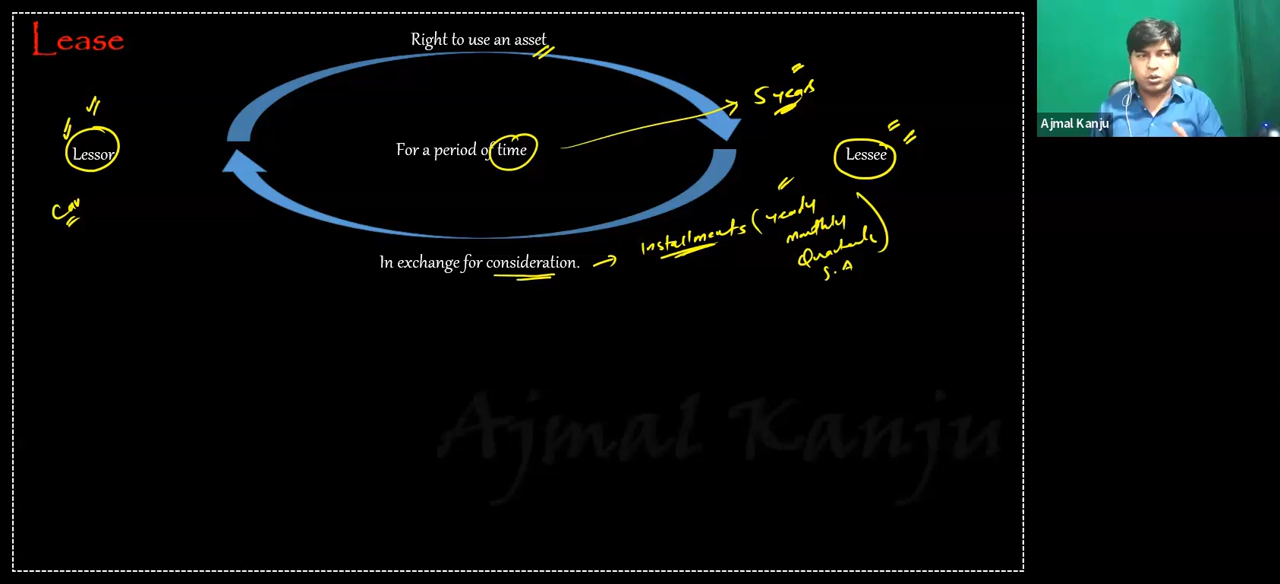 Lease
Right to use an asset
5 years
Ajmal Kanju
Lessor
For a period of time
Lessee
Car
Installments (yearly
monthly
Quarterly
S.A
In exchange for consideration.
Ajmal Kanju